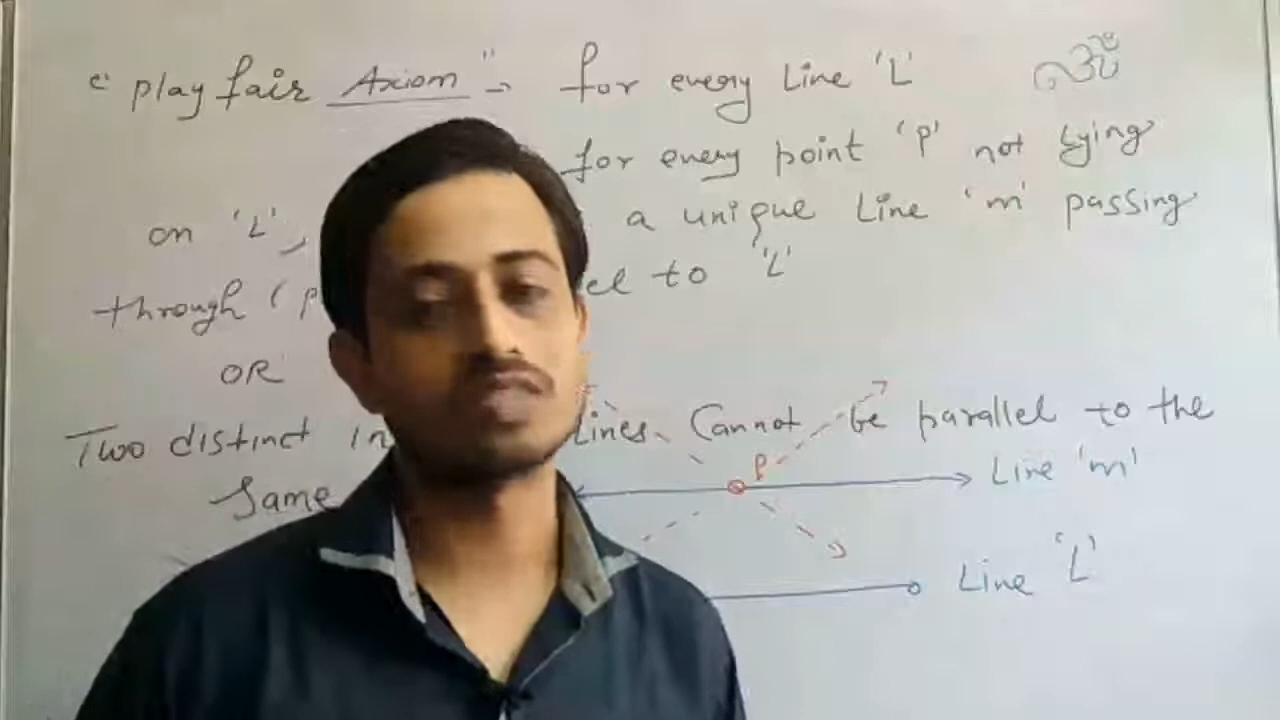 " play fair Axiom " → for every Line 'L' ॐ
for every point 'P' not lying
on 'L', a unique Line 'm' passing
through (P to 'L'
OR
Two distinct Lines Cannot be parallel to the
Same
P
Line 'm'
Line 'L'